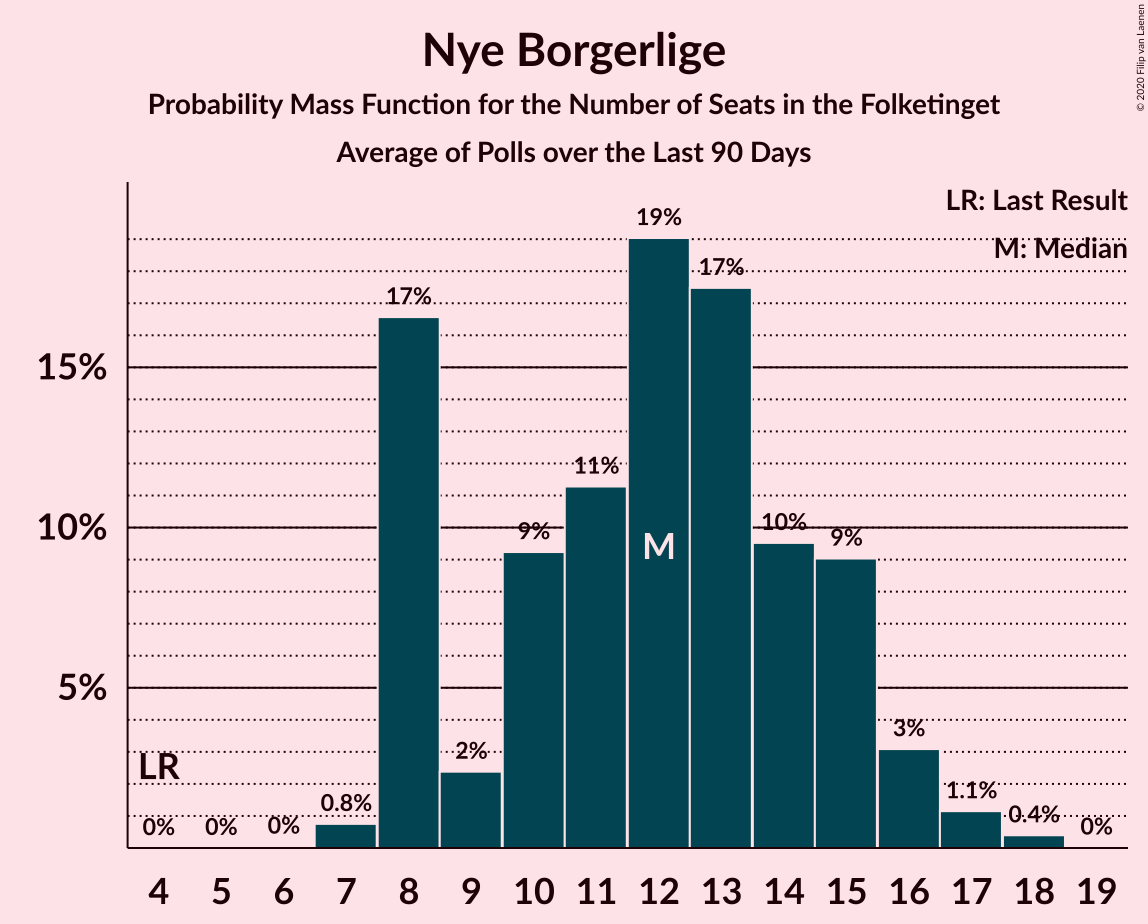 Nye Borgerlige
Probability Mass Function for the Number of Seats in the Folketinget
Average of Polls over the Last 90 Days
© 2020 Filip van Laenen
LR: Last Result
M: Median
15%
10%
5%
LR
M
0%
0%
0%
0.8%
17%
2%
9%
11%
19%
17%
10%
9%
3%
1.1%
0.4%
0%
4 5 6 7 8 9 10 11 12 13 14 15 16 17 18 19